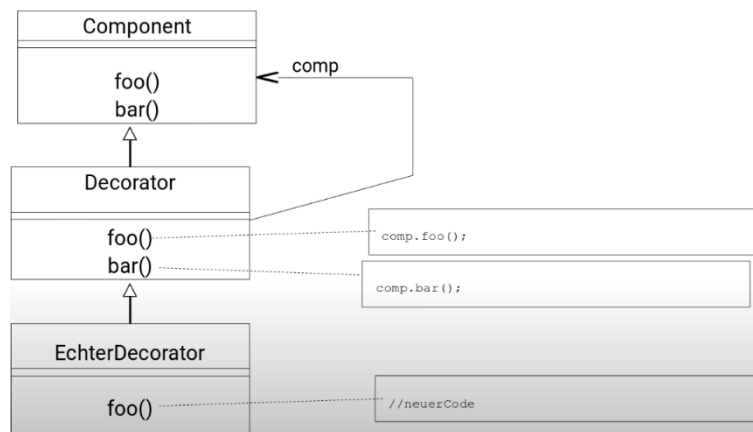 Component
foo()
bar()
comp
Decorator
foo()
bar()
comp.foo();
comp.bar();
EchterDecorator
foo()
//neuerCode